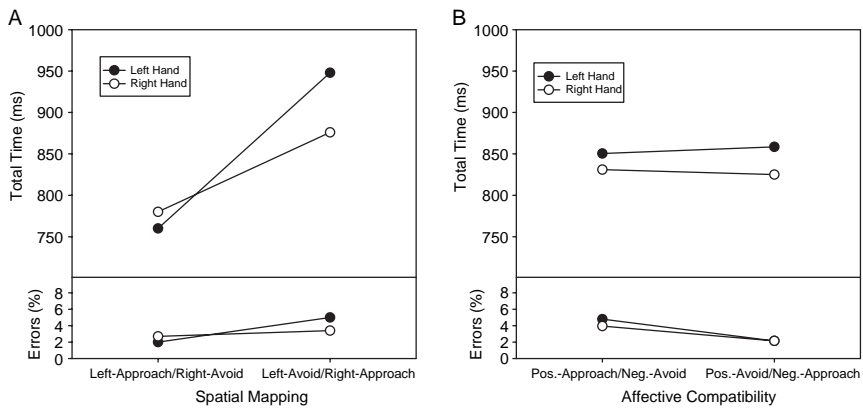 A
1000
950
900
850
800
750
Total Time (ms)
Left Hand
Right Hand
8
6
4
2
0
Errors (%)
Left-Approach/Right-Avoid
Left-Avoid/Right-Approach
Spatial Mapping
B
1000
950
900
850
800
750
Total Time (ms)
Left Hand
Right Hand
8
6
4
2
0
Errors (%)
Pos.-Approach/Neg.-Avoid
Pos.-Avoid/Neg.-Approach
Affective Compatibility